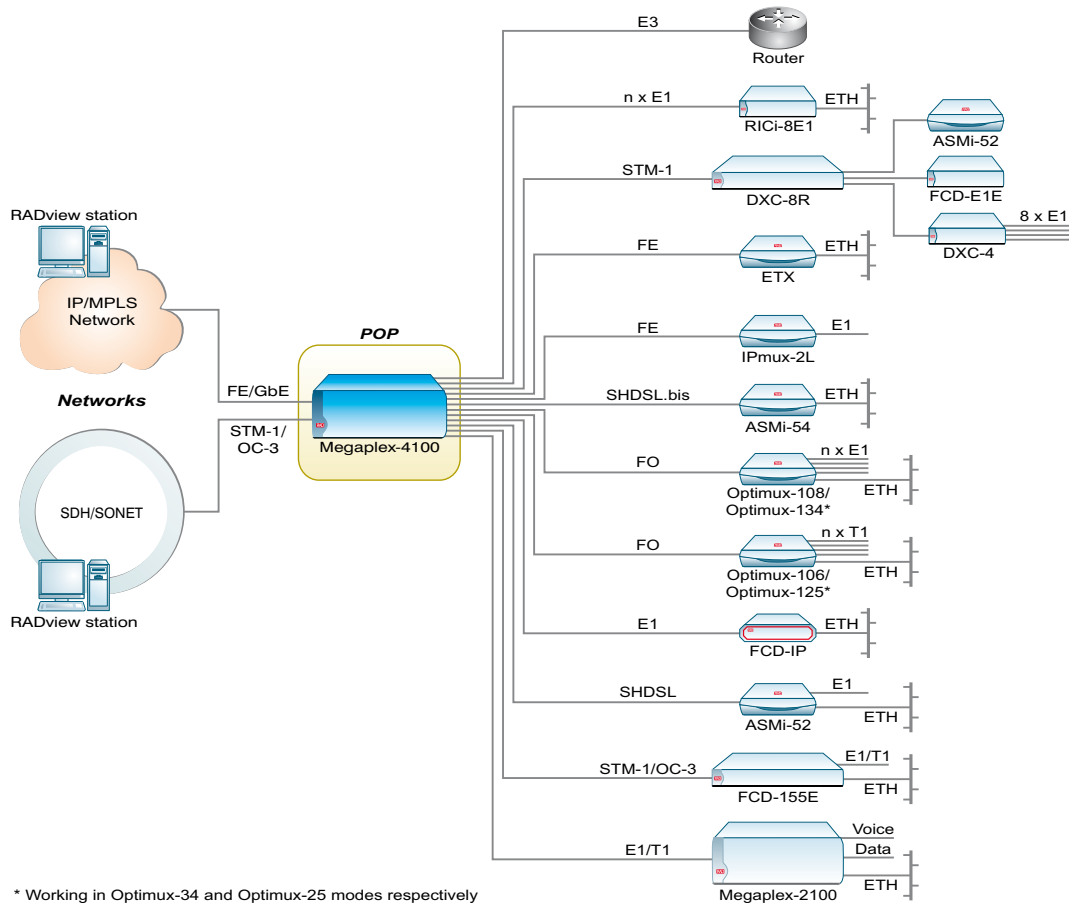 E3
Router
n x E1
ETH
RICi-8E1
ASMi-52
STM-1
DXC-8R
FCD-E1E
8 x E1
DXC-4
RADview station
IP/MPLS
Network
FE
ETH
ETX
POP
FE
E1
IPmux-2L
FE/GbE
Networks
STM-1/
OC-3
Megaplex-4100
SHDSL.bis
ETH
ASMi-54
SDH/SONET
RADview station
FO
n x E1
ETH
Optimux-108/
Optimux-134*
FO
n x T1
ETH
Optimux-106/
Optimux-125*
E1
ETH
FCD-IP
SHDSL
E1
ETH
ASMi-52
STM-1/OC-3
E1/T1
ETH
FCD-155E
E1/T1
Voice
Data
ETH
Megaplex-2100
* Working in Optimux-34 and Optimux-25 modes respectively